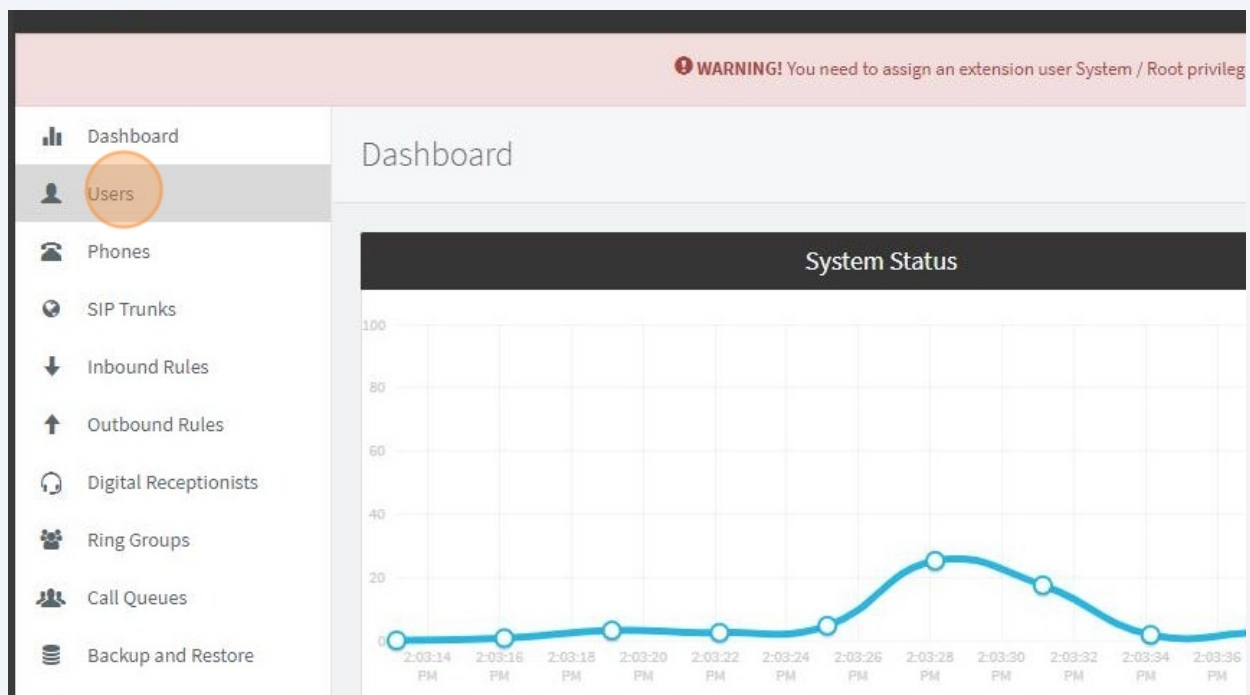 WARNING! You need to assign an extension user System / Root privileg
Dashboard
Users
Phones
SIP Trunks
Inbound Rules
Outbound Rules
Digital Receptionists
Ring Groups
Call Queues
Backup and Restore
Dashboard
System Status
100
80
60
40
20
0
2:03:14 PM
2:03:16 PM
2:03:18 PM
2:03:20 PM
2:03:22 PM
2:03:24 PM
2:03:26 PM
2:03:28 PM
2:03:30 PM
2:03:32 PM
2:03:34 PM
2:03:36 PM